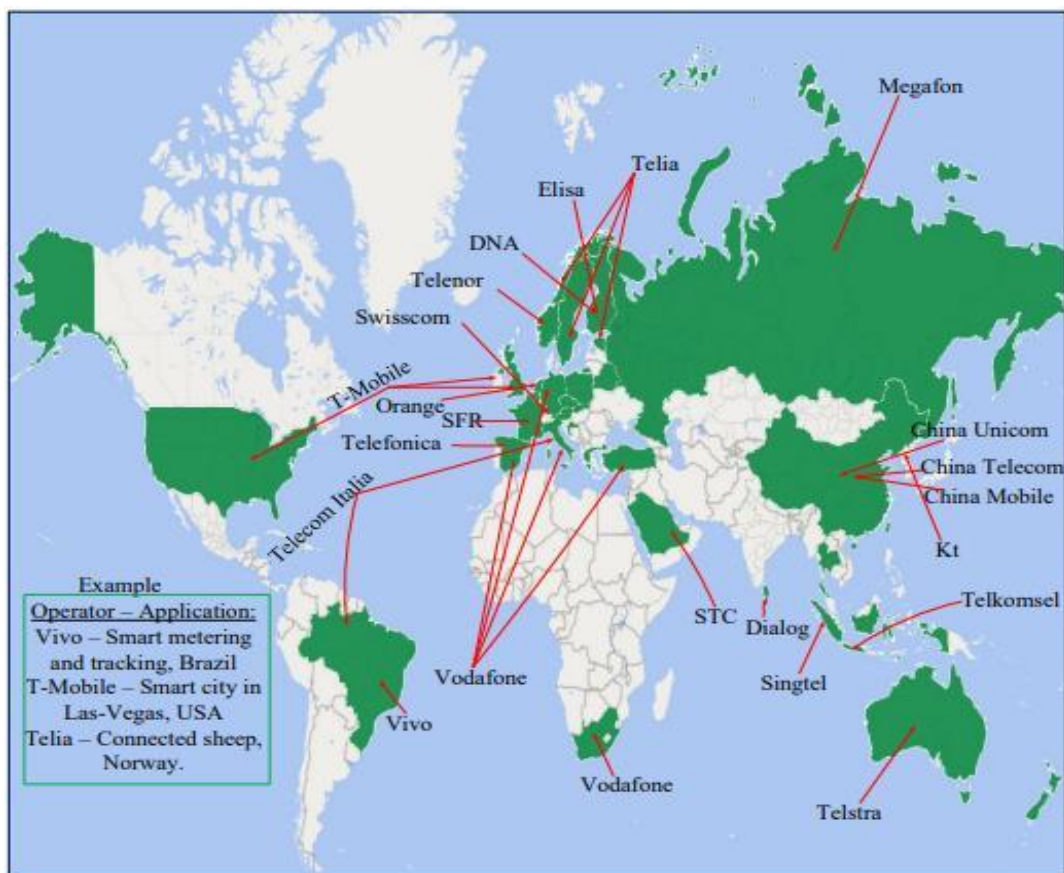 Megafon
Telia
Elisa
DNA
Telenor
Swisscom
T-Mobile
Orange
SFR
Telefonica
Telecom Italia
China Unicom
China Telecom
China Mobile
Kt
Example
Operator – Application:
Vivo – Smart metering
and tracking, Brazil
T-Mobile – Smart city in
Las-Vegas, USA
Telia – Connected sheep,
Norway.
Vodafone
Vivo
STC
Dialog
Telkomsel
Singtel
Vodafone
Telstra